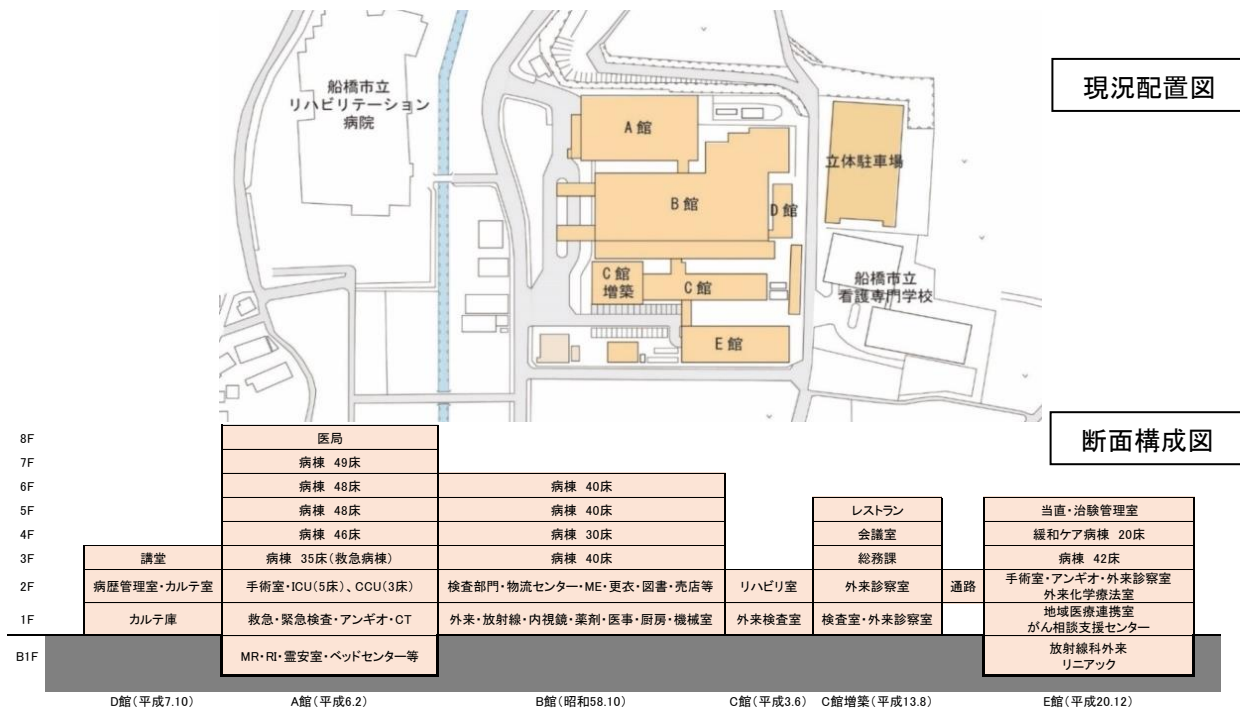 現況配置図
船橋市立
リハビリテーション
病院
A館
立体駐車場
B館
D館
C館
増築
C館
船橋市立
看護専門学校
E館
断面構成図
8F 医局
7F 病棟 49床
6F 病棟 48床 病棟 40床
5F 病棟 48床 病棟 40床 レストラン 当直・治験管理室
4F 病棟 46床 病棟 30床 会議室 緩和ケア病棟 20床
3F 講堂 病棟 35床(救急病棟) 病棟 40床 総務課 病棟 42床
2F 病歴管理室・カルテ室 手術室・ICU(5床)、CCU(3床) 検査部門・物流センター・ME・更衣・図書・売店等 リハビリ室 外来診察室 通路 手術室・アンギオ・外来診察室
外来化学療法室
1F カルテ庫 救急・緊急検査・アンギオ・CT 外来・放射線・内視鏡・薬剤・医事・厨房・機械室 外来検査室 検査室・外来診察室 地域医療連携室
がん相談支援センター
B1F MR・RI・霊安室・ベッドセンター等 放射線科外来
リニアック
D館(平成7.10) A館(平成6.2) B館(昭和58.10) C館(平成3.6) C館増築(平成13.8) E館(平成20.12)